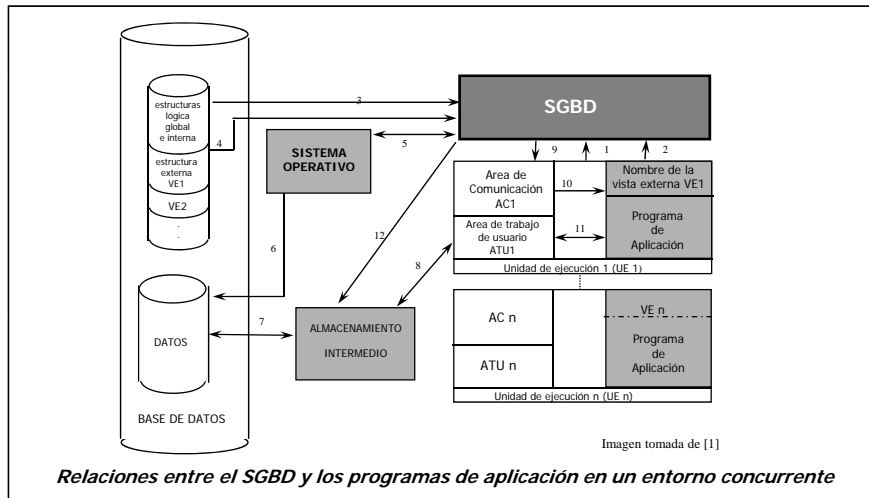 estructuras
lógica
global
e interna
estructura
externa
VE1
VE2
.
.
DATOS
BASE DE DATOS
3
4
SISTEMA
OPERATIVO
5
6
7
ALMACENAMIENTO
INTERMEDIO
12
8
SGBD
9
1
2
Area de
Comunicación
AC1
10
Nombre de la
vista externa VE1
Area de trabajo
de usuario
ATU1
11
Programa
de
Aplicación
Unidad de ejecución 1 (UE 1)
AC n
VE n
ATU n
Programa
de
Aplicación
Unidad de ejecución n (UE n)
Imagen tomada de [1]
Relaciones entre el SGBD y los programas de aplicación en un entorno concurrente